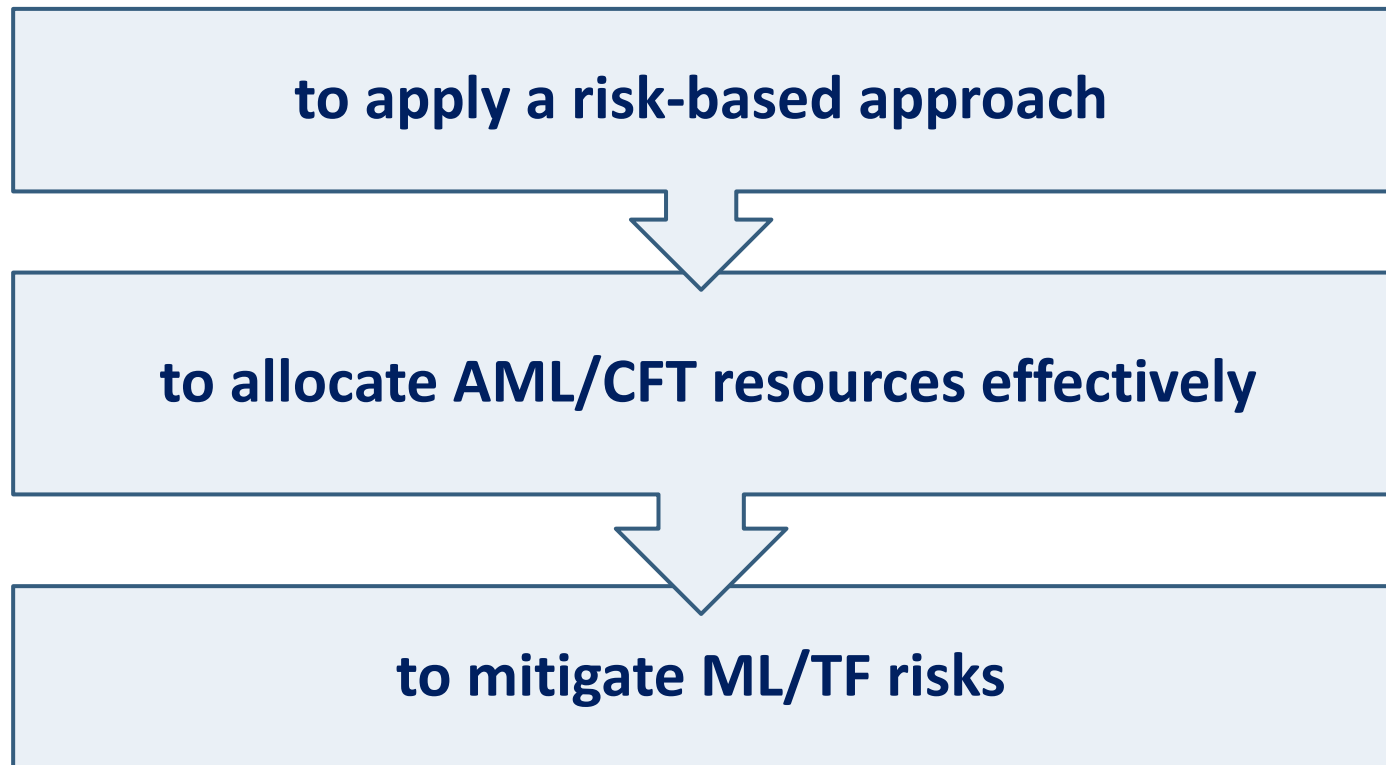 to apply a risk-based approach
to allocate AML/CFT resources effectively
to mitigate ML/TF risks